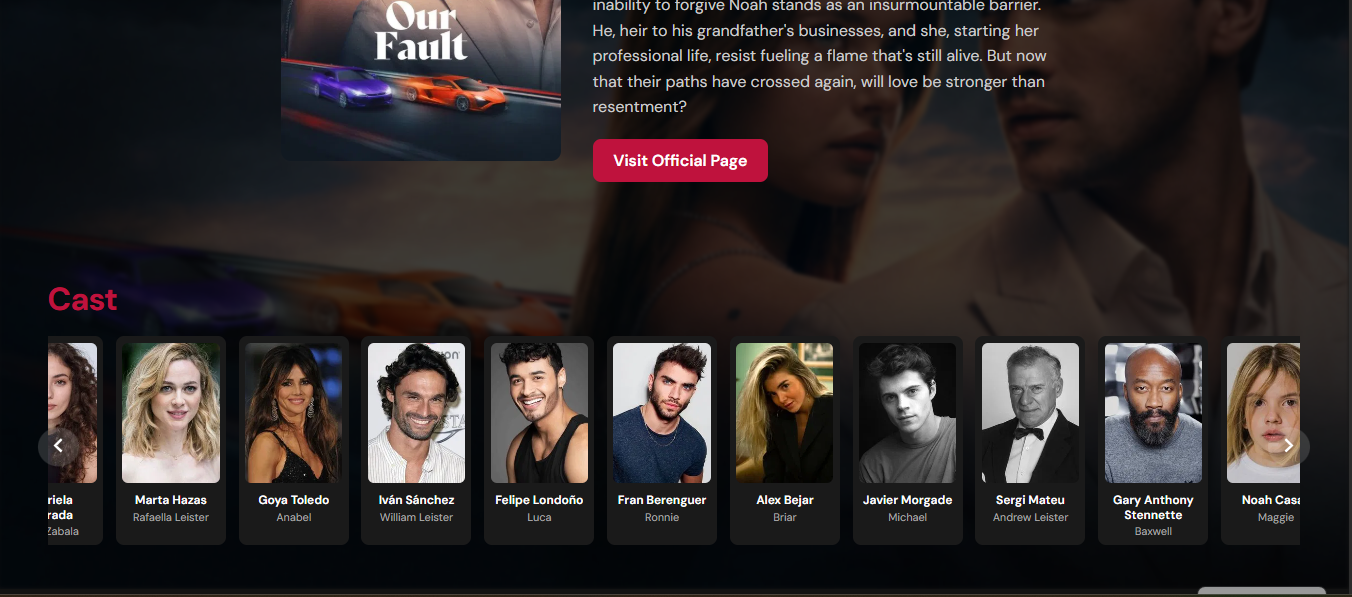 Our
Fault
inability to forgive Noah stands as an insurmountable barrier.
He, heir to his grandfather's businesses, and she, starting her
professional life, resist fueling a flame that's still alive. But now
that their paths have crossed again, will love be stronger than
resentment?
Visit Official Page
Cast
riela
rada
Zabala
Marta Hazas
Rafaella Leister
Goya Toledo
Anabel
Iván Sánchez
William Leister
Felipe Londoño
Luca
Fran Berenguer
Ronnie
Alex Bejar
Briar
Javier Morgade
Michael
Sergi Mateu
Andrew Leister
Gary Anthony
Stennette
Baxwell
Noah Casa
Maggie